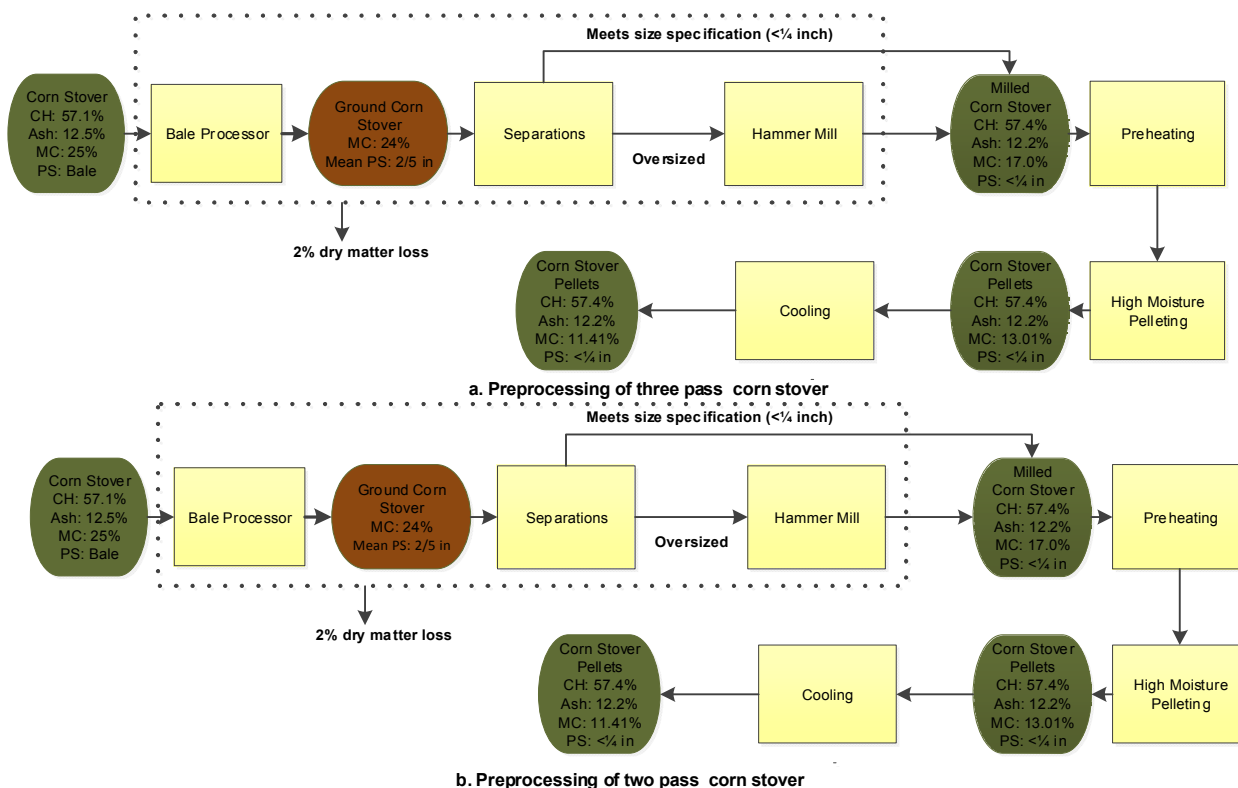 Meets size specification (<¼ inch)
Corn Stover
CH: 57.1%
Ash: 12.5%
MC: 25%
PS: Bale
Bale Processor
Ground Corn
Stover
MC: 24%
Mean PS: 2/5 in
Separations
Oversized
Hammer Mill
Milled
Corn Stover
CH: 57.4%
Ash: 12.2%
MC: 17.0%
PS: <¼ in
Preheating
2% dry matter loss
Corn Stover
Pellets
CH: 57.4%
Ash: 12.2%
MC: 11.41%
PS: <¼ in
Cooling
Corn Stover
Pellets
CH: 57.4%
Ash: 12.2%
MC: 13.01%
PS: <¼ in
High Moisture
Pelleting
a. Preprocessing of three pass corn stover
Meets size specification (<¼ inch)
Corn Stover
CH: 57.1%
Ash: 12.5%
MC: 25%
PS: Bale
Bale Processor
Ground Corn
Stover
MC: 24%
Mean PS: 2/5 in
Separations
Oversized
Hammer Mill
Milled
Corn Stover
CH: 57.4%
Ash: 12.2%
MC: 17.0%
PS: <¼ in
Preheating
2% dry matter loss
Corn Stover
Pellets
CH: 57.4%
Ash: 12.2%
MC: 11.41%
PS: <¼ in
Cooling
Corn Stover
Pellets
CH: 57.4%
Ash: 12.2%
MC: 13.01%
PS: <¼ in
High Moisture
Pelleting
b. Preprocessing of two pass corn stover